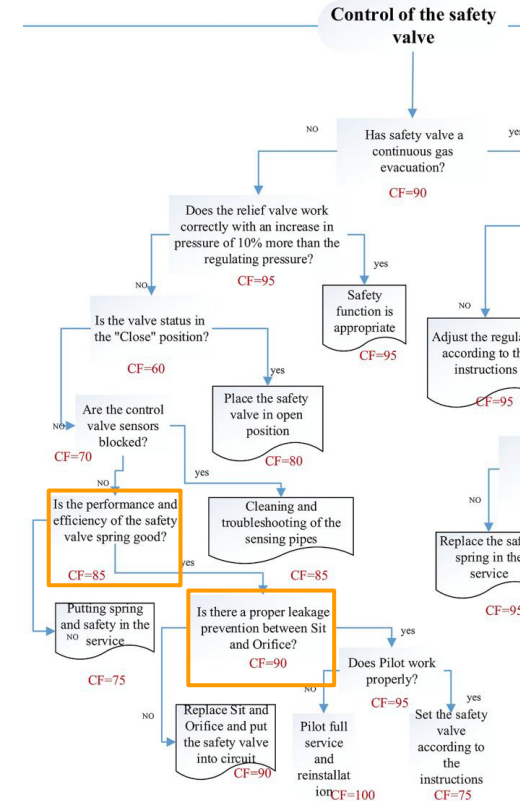 Control of the safety
valve
NO
Has safety valve a
continuous gas
evacuation?
CF=90
yes
Does the relief valve work
correctly with an increase in
pressure of 10% more than the
regulating pressure?
CF=95
NO
yes
Safety
function is
appropriate
CF=95
NO
Adjust the regula
according to th
instructions
CF=95
Is the valve status in
the "Close" position?
CF=60
yes
Place the safety
valve in open
position
CF=80
NO
Are the control
valve sensors
blocked?
CF=70
NO
yes
Cleaning and
troubleshooting of the
sensing pipes
CF=85
NO
Replace the saf
spring in the
service
CF=95
Is the performance and
efficiency of the safety
valve spring good?
CF=85
yes
Putting spring
and safety in the
NO
service
CF=75
Is there a proper leakage
prevention between Sit
and Orifice?
CF=90
yes
Does Pilot work
properly?
CF=95
NO
Replace Sit and
Orifice and put
the safety valve
into circuit
CF=90
NO
Pilot full
service
and
reinstallat
ion
CF=100
yes
Set the safety
valve
according to
the
instructions
CF=75